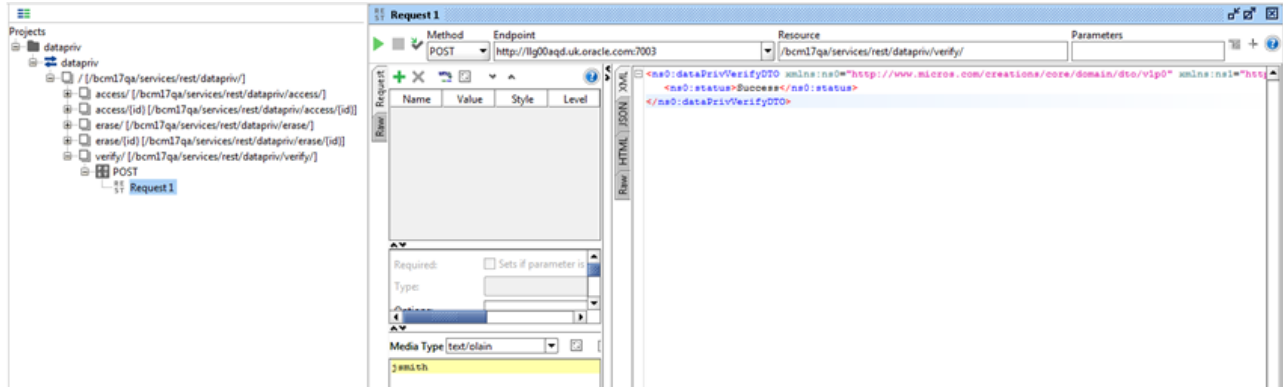 Projects
datapriv
datapriv
/ [/bcm17qa/services/rest/datapriv/]
access/ [/bcm17qa/services/rest/datapriv/access/]
access/{id} [/bcm17qa/services/rest/datapriv/access/{id}]
erase/ [/bcm17qa/services/rest/datapriv/erase/]
erase/{id} [/bcm17qa/services/rest/datapriv/erase/{id}]
verify/ [/bcm17qa/services/rest/datapriv/verify/]
POST
REST Request 1
REST Request 1
Method Endpoint Resource Parameters
POST http://llg00aqd.uk.oracle.com:7003 /bcm17qa/services/rest/datapriv/verify/
Request
Raw
Name Value Style Level
Required: Sets if parameter is
Type:
Options:
Media Type text/plain
jsmith
XML
JSON
HTML
Raw
<ns0:dataPrivVerifyDTO xmlns:ns0="http://www.micros.com/creations/core/domain/dto/v1p0" xmlns:ns1="http
<ns0:status>Success</ns0:status>
</ns0:dataPrivVerifyDTO>